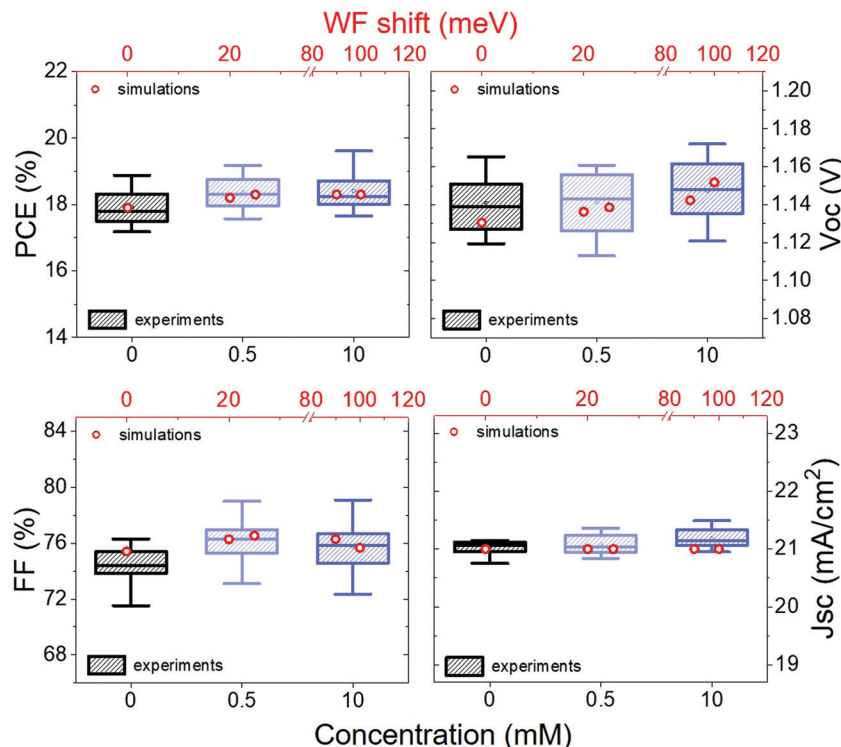 WF shift (meV)
0 20 80 100 120
0 20 80 100 120
22
20
18
16
14
PCE (%)
simulations
experiments
0 0.5 10
simulations
1.20
1.18
1.16
1.14
1.12
1.10
1.08
Voc (V)
0 0.5 10
0 20 80 100 120
0 20 80 100 120
84
80
76
72
68
FF (%)
simulations
experiments
0 0.5 10
simulations
23
22
21
20
19
Jsc (mA/cm²)
experiments
0 0.5 10
Concentration (mM)